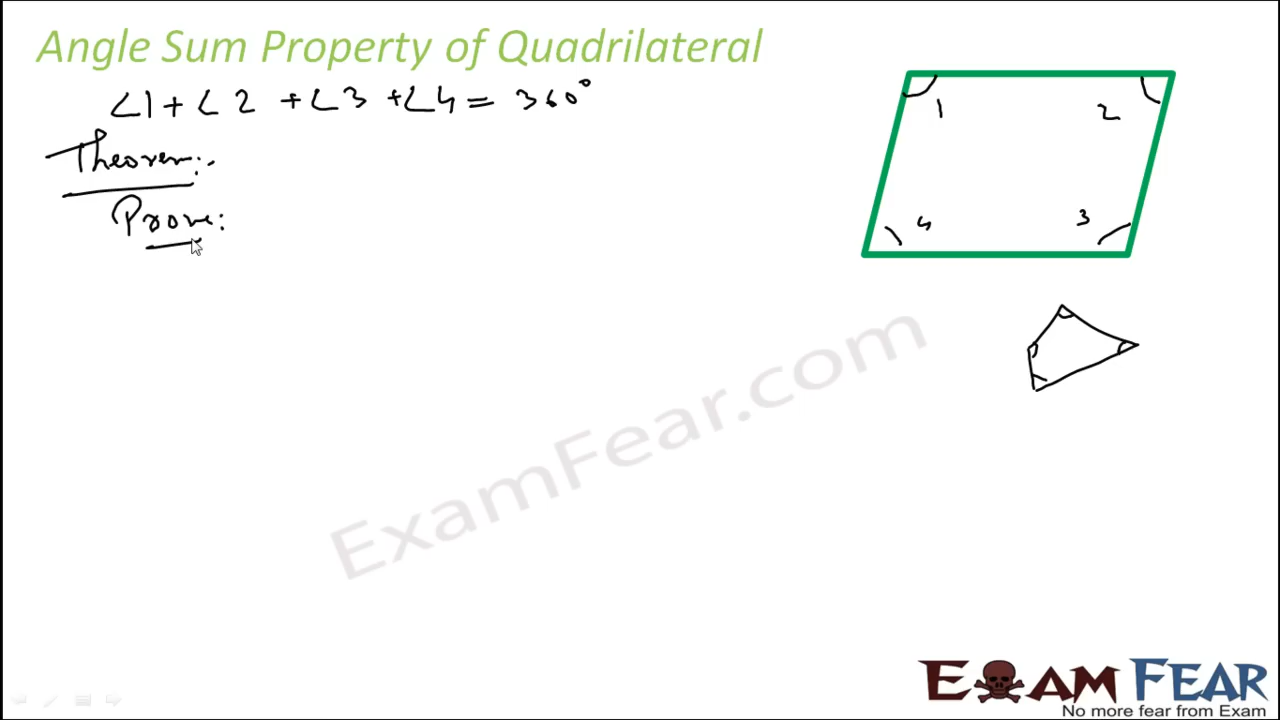 Angle Sum Property of Quadrilateral
∠1 + ∠2 + ∠3 + ∠4 = 360°
Theorem:-
Prove:
1 2
4 3
ExamFear.com
EXAM FEAR
No more fear from Exam